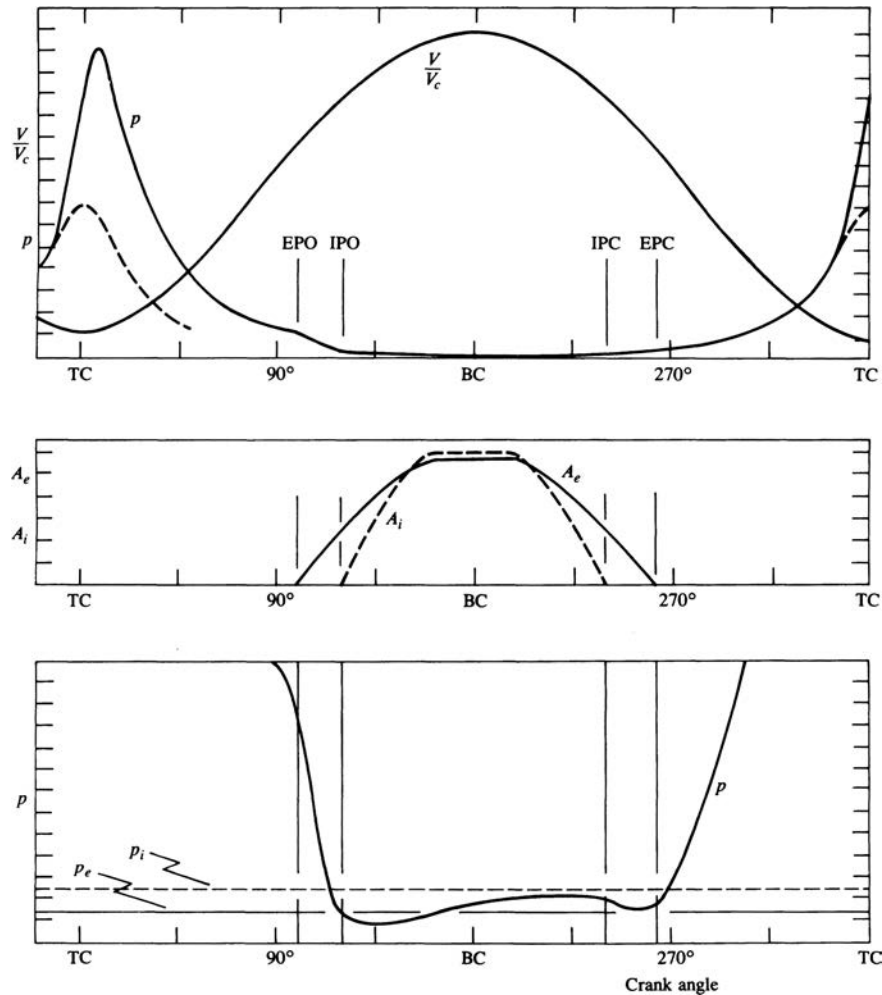 V/V_c
p
V/V_c
p
EPO IPO IPC EPC
TC 90° BC 270° TC
A_e
A_i
A_i
A_e
TC 90° BC 270° TC
p
p_e
p_i
p
TC 90° BC 270° TC
Crank angle